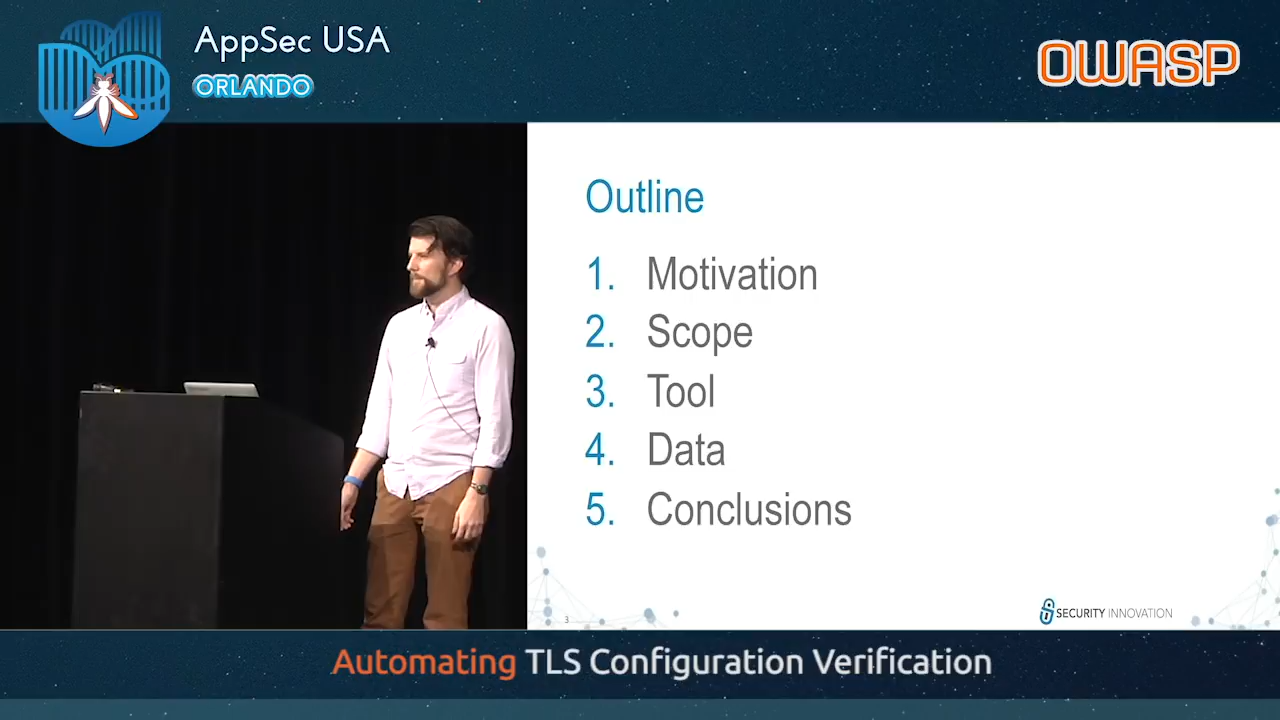 AppSec USA
ORLANDO
OWASP
Outline
1. Motivation
2. Scope
3. Tool
4. Data
5. Conclusions
3
SECURITY INNOVATION
Automating TLS Configuration Verification